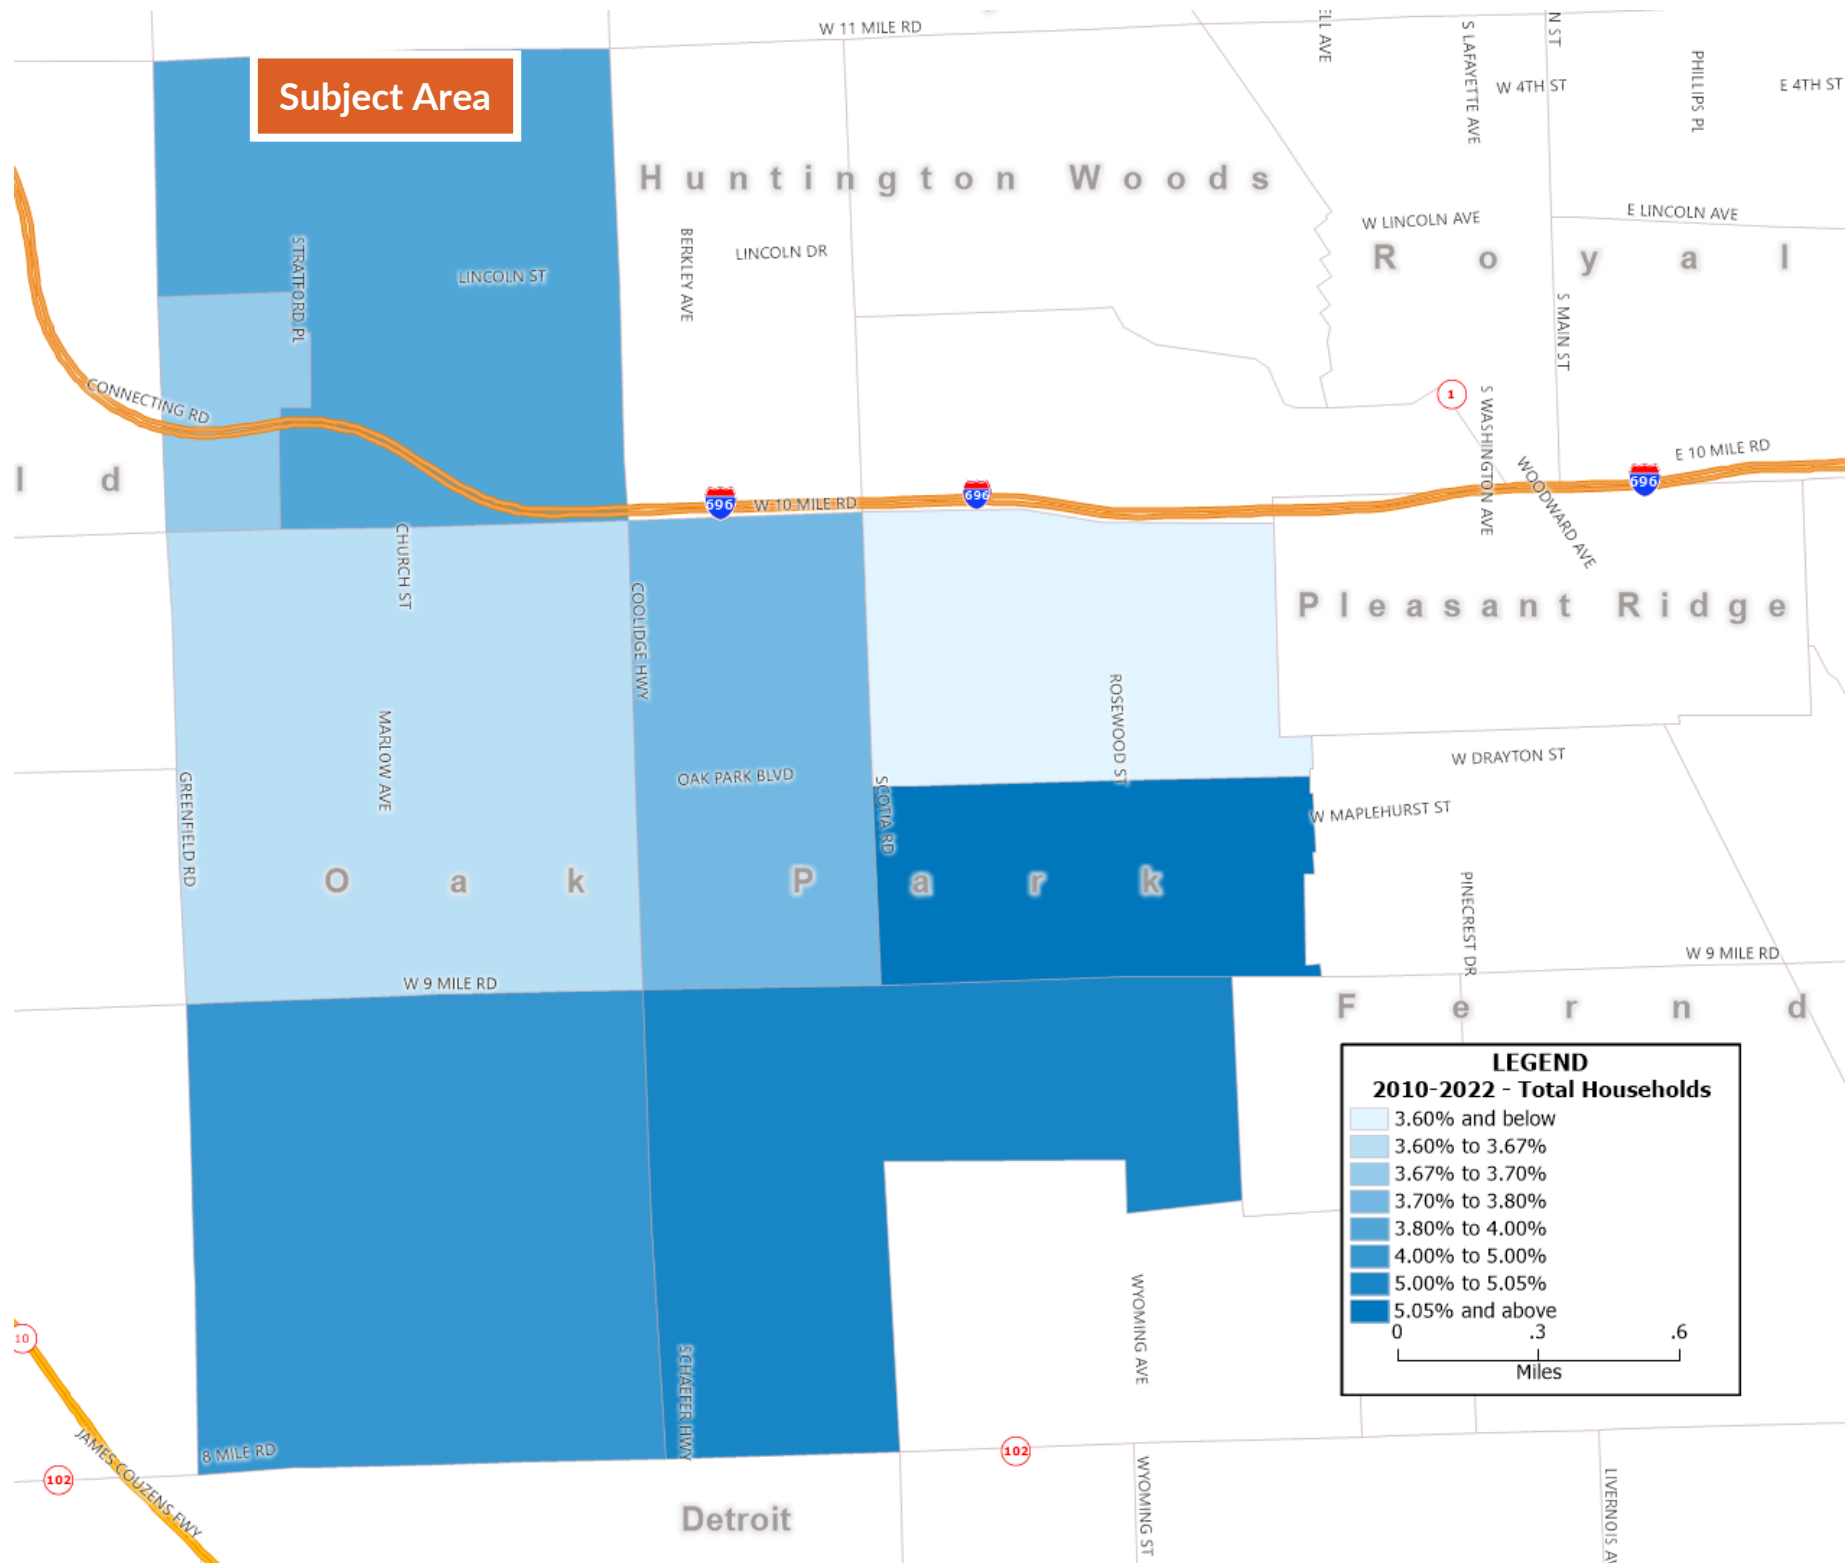 W 11 MILE RD
ELL AVE
S LAFAYETTE AVE
N ST
W 4TH ST
PHILLIPS PL
E 4TH ST
Subject Area
Huntington Woods
W LINCOLN AVE
E LINCOLN AVE
Royal
STRATFORD PL
LINCOLN ST
BERKLEY AVE
LINCOLN DR
S MAIN ST
CONNECTING RD
1
S WASHINGTON AVE
E 10 MILE RD
ld
696
W 10 MILE RD
696
WOODWARD AVE
696
CHURCH ST
COOLIDGE HWY
Pleasant Ridge
MARLOW AVE
ROSEWOOD ST
OAK PARK BLVD
W DRAYTON ST
GREENFIELD RD
SCOTIA RD
W MAPLEHURST ST
Oak Park
PINECREST DR
W 9 MILE RD
W 9 MILE RD
Fernd
LEGEND
2010-2022 - Total Households
3.60% and below
3.60% to 3.67%
3.67% to 3.70%
3.70% to 3.80%
3.80% to 4.00%
4.00% to 5.00%
5.00% to 5.05%
5.05% and above
0 .3 .6
Miles
10
WYOMING AVE
SCHAEFER HWY
JAMES COUZENS FWY
8 MILE RD
102
102
WYOMING ST
LIVERNOIS AV
Detroit